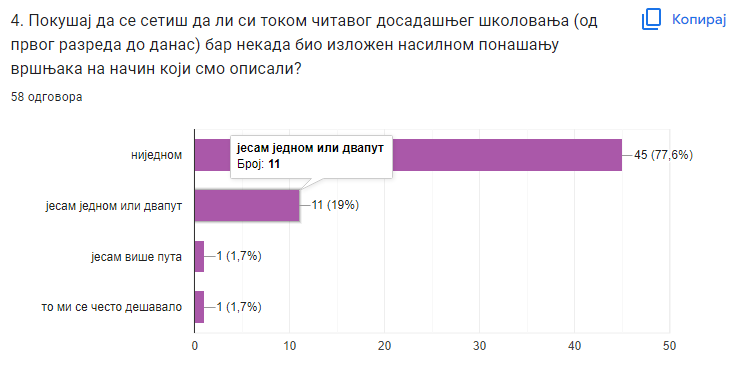 4. Покушај да се сетиш да ли си током читавог досадашњег школовања (од
првог разреда до данас) бар некада био изложен насилном понашању
вршњака на начин који смо описали?
Копирај
58 одговора
ниједном
45 (77,6%)
јесам једном или двапут
Број: 11
јесам једном или двапут
11 (19%)
јесам више пута
1 (1,7%)
то ми се често дешавало
1 (1,7%)
0
10
20
30
40
50